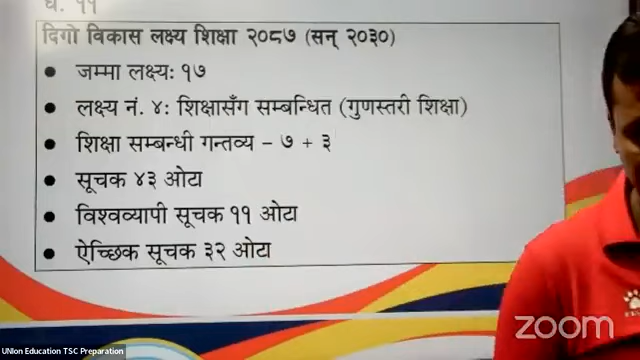 घ. ११
दिगो विकास लक्ष्य शिक्षा २०८७ (सन् २०३०)
• जम्मा लक्ष्यः १७
• लक्ष्य नं. ४ः शिक्षासँग सम्बन्धित (गुणस्तरी शिक्षा)
• शिक्षा सम्बन्धी गन्तव्य – ७ + ३
• सूचक ४३ ओटा
• विश्वव्यापी सूचक ११ ओटा
• ऐच्छिक सूचक ३२ ओटा
zoom
UNIon Education TSC Preparation